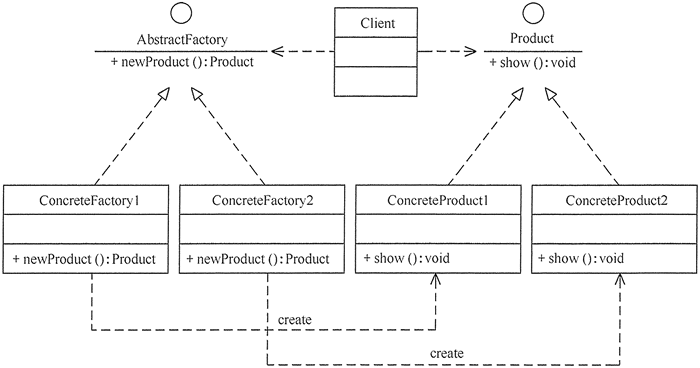 Client
AbstractFactory
Product
+ newProduct (): Product
+ show (): void
ConcreteFactory1
ConcreteFactory2
ConcreteProduct1
ConcreteProduct2
+ newProduct (): Product
+ newProduct (): Product
+ show (): void
+ show (): void
create
create